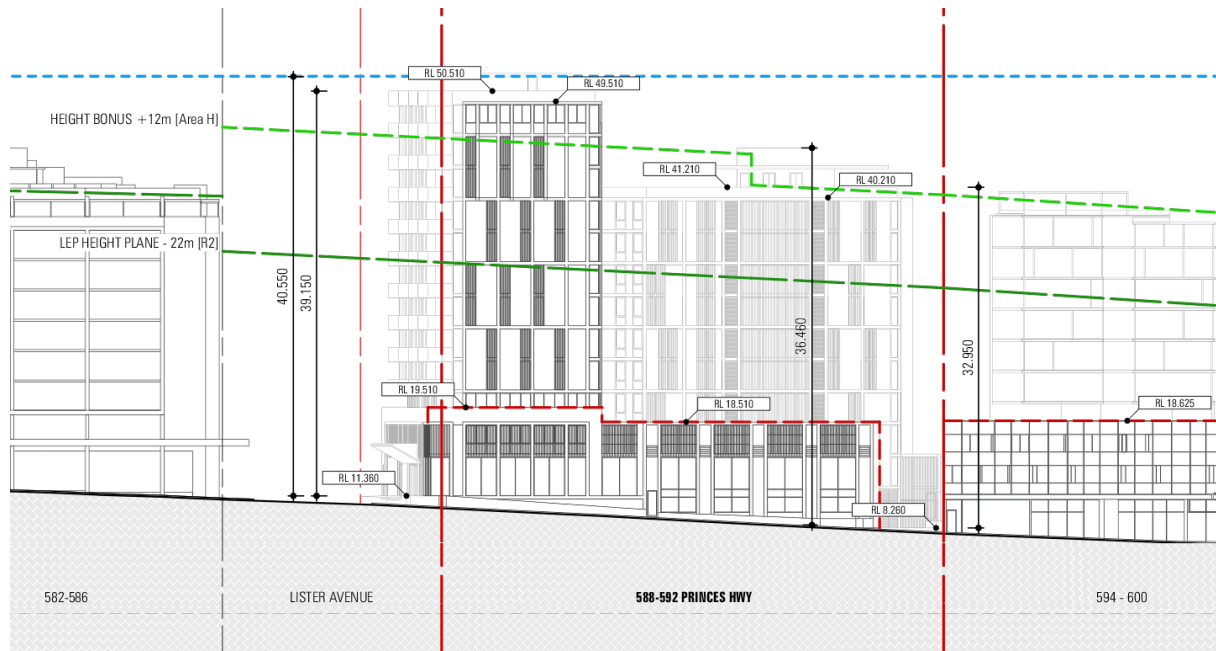 RL 50.510
RL 49.510
HEIGHT BONUS +12m [Area H]
RL 41.210
RL 40.210
LEP HEIGHT PLANE - 22m [R2]
40.550
39.150
36.460
32.950
RL 19.510
RL 18.510
RL 18.625
RL 11.360
RL 8.260
582-586
LISTER AVENUE
588-592 PRINCES HWY
594 - 600